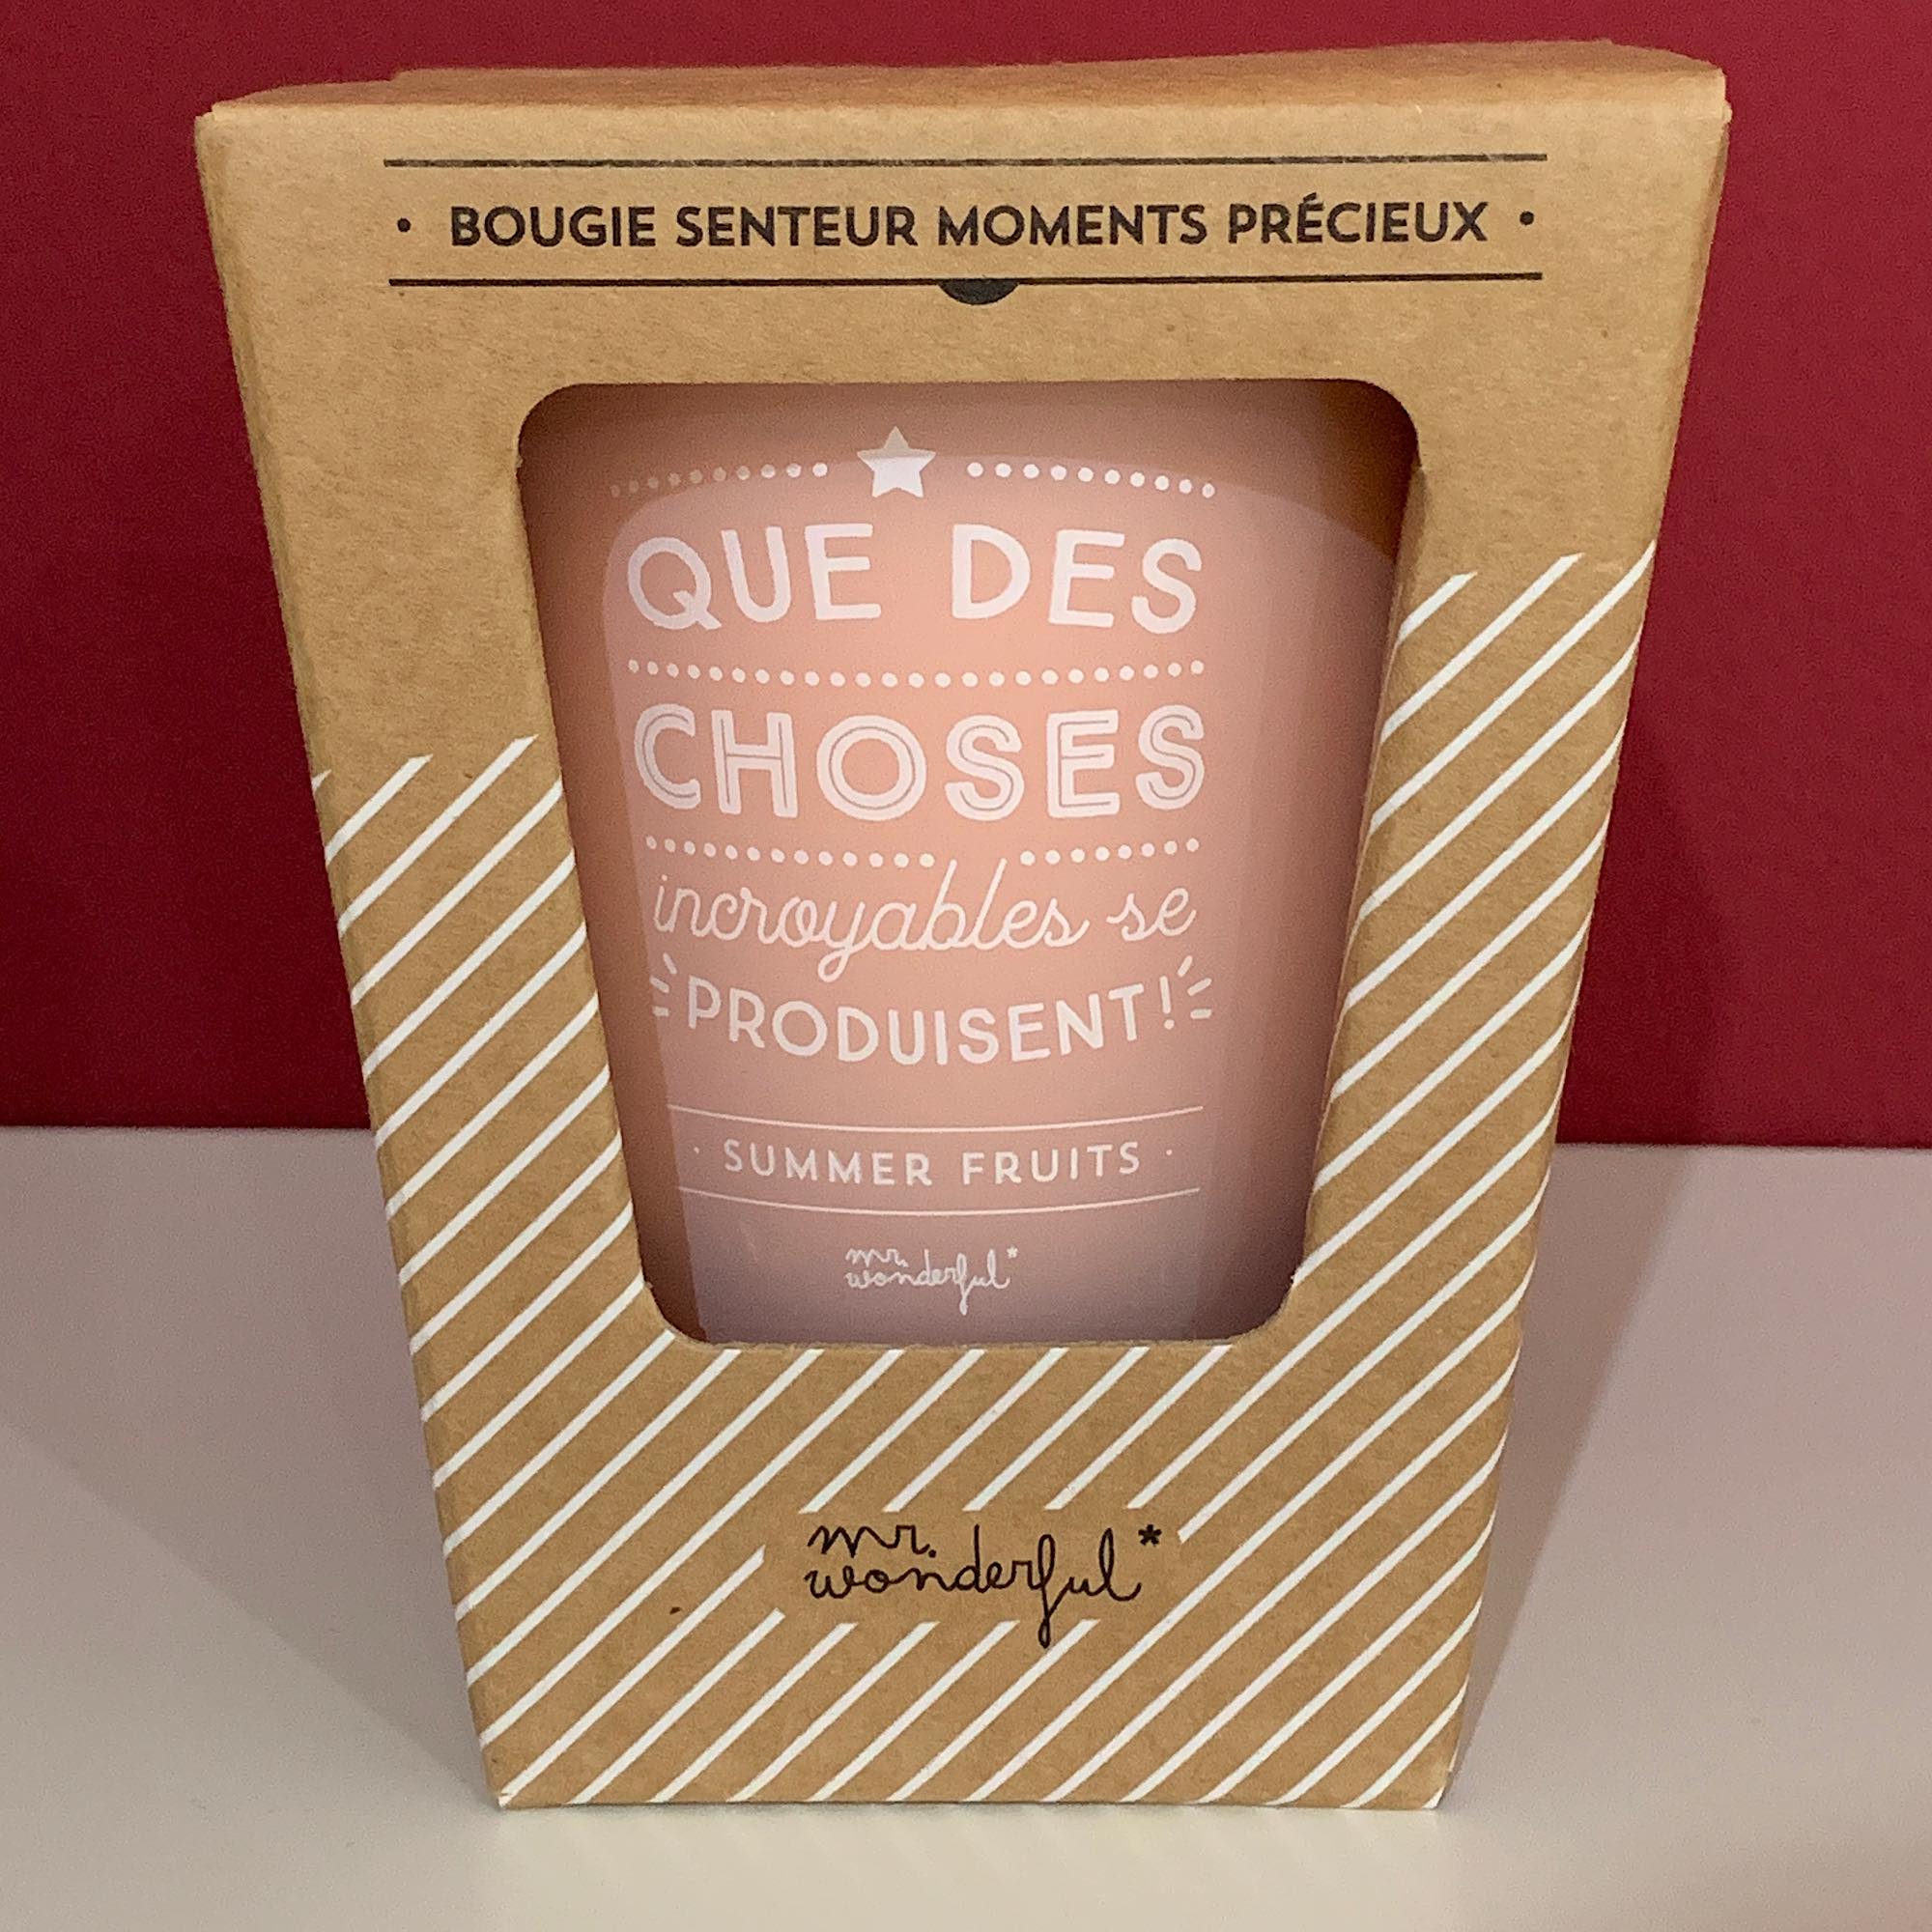 • BOUGIE SENTEUR MOMENTS PRÉCIEUX •
QUE DES
CHOSES
incroyables se
PRODUISENT!
· SUMMER FRUITS ·
mr.
wonderful*
mr.
wonderful*